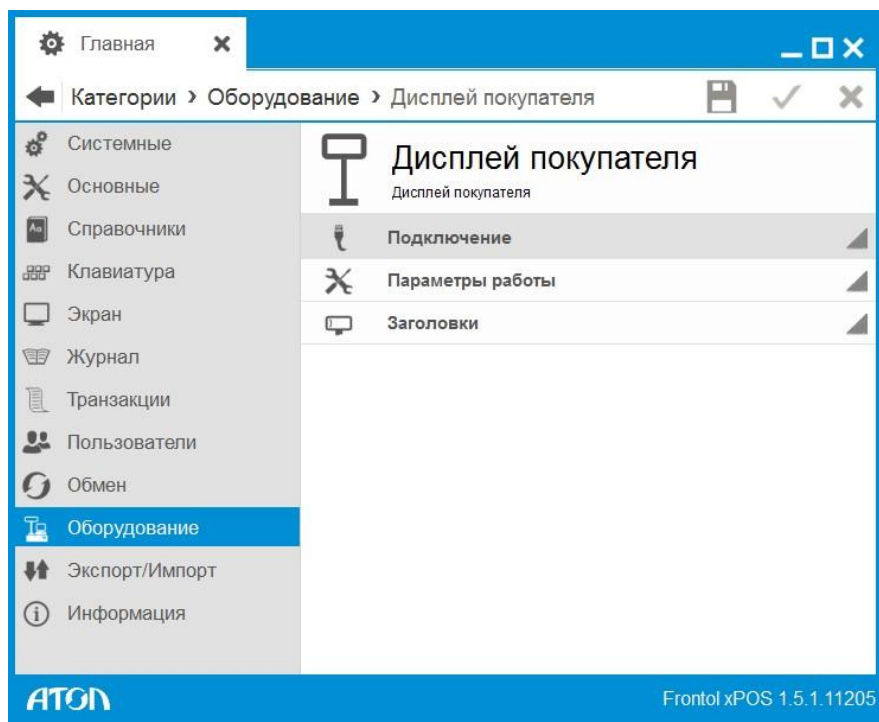 Главная
Категории › Оборудование › Дисплей покупателя
Системные
Основные
Справочники
Клавиатура
Экран
Журнал
Транзакции
Пользователи
Обмен
Оборудование
Экспорт/Импорт
Информация
Дисплей покупателя
Дисплей покупателя
Подключение
Параметры работы
Заголовки
ATOL
Frontol xPOS 1.5.1.11205